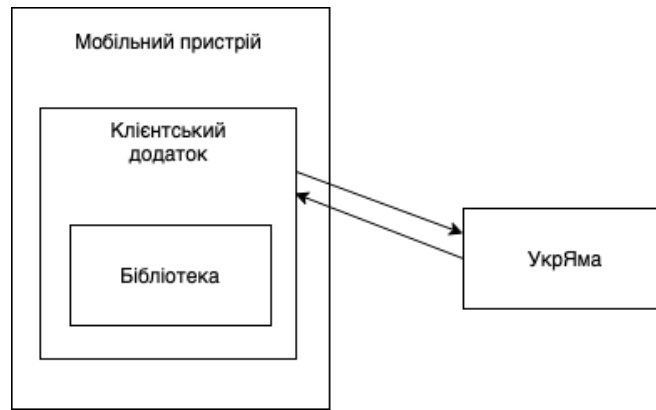 Мобільний пристрій
Клієнтський
додаток
Бібліотека
УкрЯма